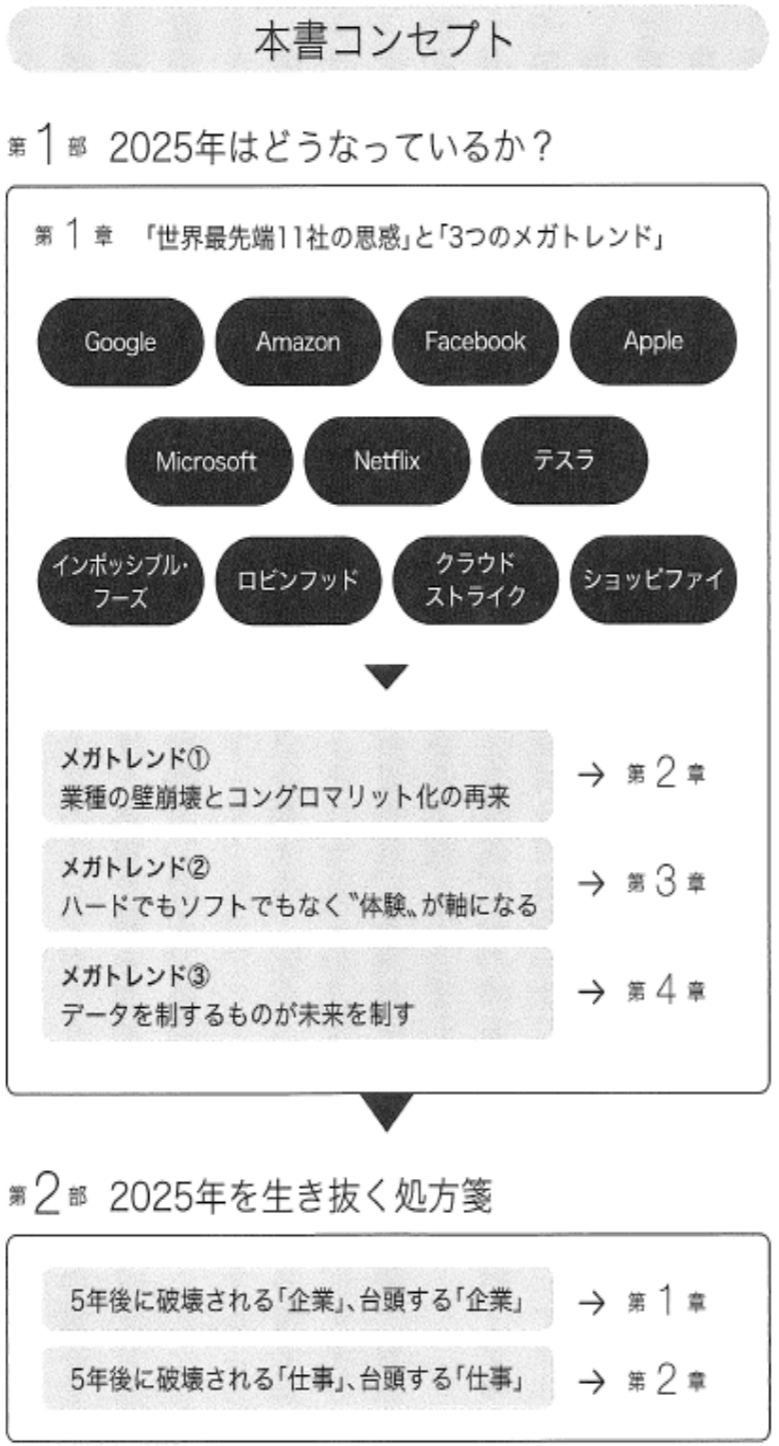 本書コンセプト
第1部 2025年はどうなっているか？
第1章 「世界最先端11社の思惑」と「3つのメガトレンド」
Google Amazon Facebook Apple
Microsoft Netflix テスラ
インポッシブル・
フーズ
ロビンフッド
クラウド
ストライク
ショッピファイ
メガトレンド①
業種の壁崩壊とコングロマリット化の再来
→ 第2章
メガトレンド②
ハードでもソフトでもなく〝体験〟が軸になる
→ 第3章
メガトレンド③
データを制するものが未来を制す
→ 第4章
第2部 2025年を生き抜く処方箋
5年後に破壊される「企業」、台頭する「企業」 → 第1章
5年後に破壊される「仕事」、台頭する「仕事」 → 第2章